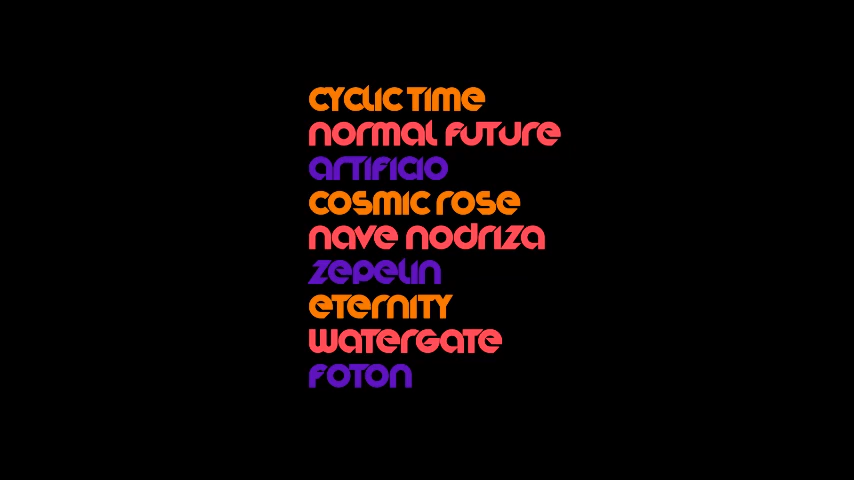 CYCLIC TIME
NORMAL FUTURE
ARTIFICIO
COSMIC ROSE
NAVE NODRIZA
ZEPELIN
ETERNITY
WATERGATE
FOTON